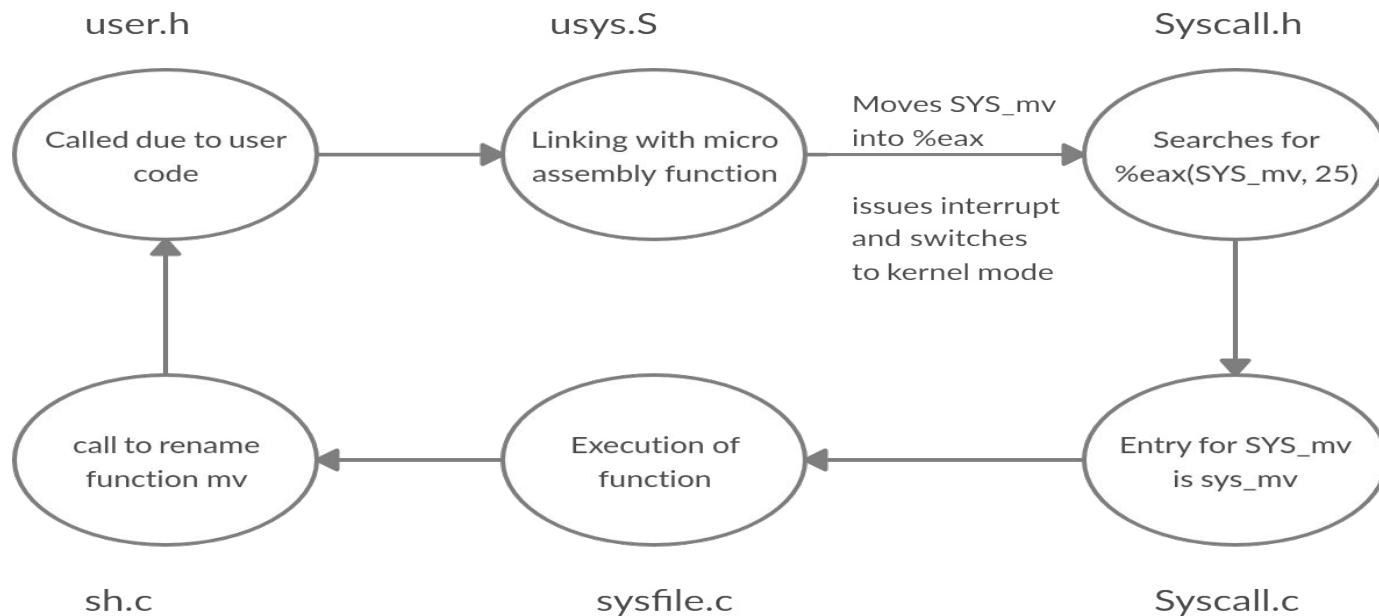 user.h
usys.S
Syscall.h
Called due to user
code
Linking with micro
assembly function
Moves SYS_mv
into %eax
issues interrupt
and switches
to kernel mode
Searches for
%eax(SYS_mv, 25)
call to rename
function mv
Execution of
function
Entry for SYS_mv
is sys_mv
sh.c
sysfile.c
Syscall.c